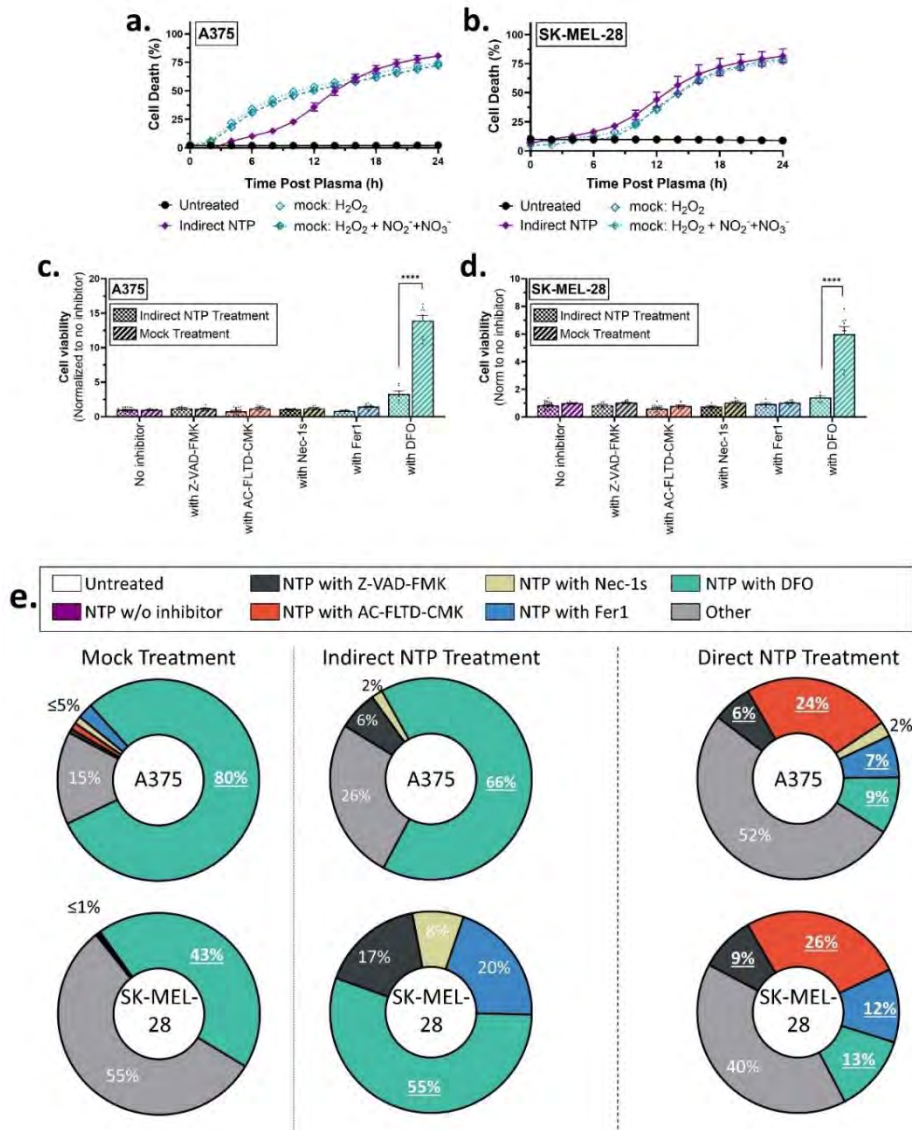 a.
A375
Cell Death (%)
100
75
50
25
0
0 6 12 18 24
Time Post Plasma (h)
Untreated
mock: H₂O₂
Indirect NTP
mock: H₂O₂ + NO₂⁻+NO₃⁻
b.
SK-MEL-28
Cell Death (%)
100
75
50
25
0
0 6 12 18 24
Time Post Plasma (h)
Untreated
mock: H₂O₂
Indirect NTP
mock: H₂O₂ + NO₂⁻+NO₃⁻
c.
A375
Indirect NTP Treatment
Mock Treatment
****
Cell viability
(Normalized to no inhibitor)
20
15
10
5
0
No inhibitor
with Z-VAD-FMK
with AC-FLTD-CMK
with Nec-1s
with Fer1
with DFO
d.
SK-MEL-28
Indirect NTP Treatment
Mock Treatment
****
Cell viability
(Norm to no inhibitor)
10
8
6
4
2
0
No inhibitor
with Z-VAD-FMK
with AC-FLTD-CMK
with Nec-1s
with Fer1
with DFO
e.
Untreated
NTP with Z-VAD-FMK
NTP with Nec-1s
NTP with DFO
NTP w/o inhibitor
NTP with AC-FLTD-CMK
NTP with Fer1
Other
Mock Treatment
Indirect NTP Treatment
Direct NTP Treatment
≤5%
15%
A375
80%
2%
6%
26%
A375
66%
6%
24%
2%
7%
9%
52%
A375
≤1%
43%
SK-MEL-
28
55%
17%
8%
20%
SK-MEL-
28
55%
9%
26%
12%
13%
SK-MEL-
28
40%